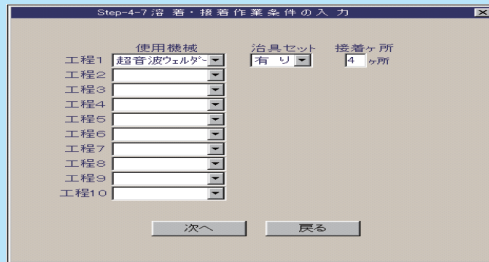 Step-4-7溶着・接着作業条件の入力
使用機械 治具セット 接着ヶ所
工程1 超音波ウェルダー 有り 4 ヶ所
工程2
工程3
工程4
工程5
工程6
工程7
工程8
工程9
工程10
次へ 戻る